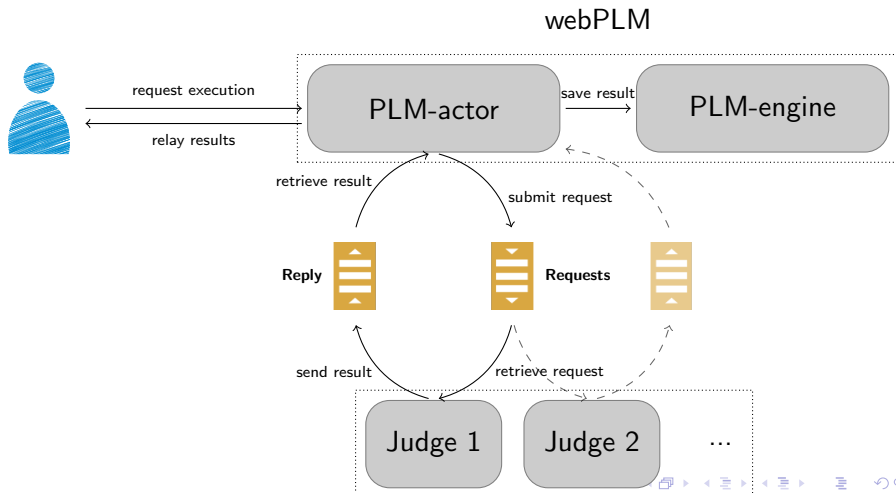 webPLM
request execution
relay results
PLM-actor
save result
PLM-engine
retrieve result
submit request
Reply
Requests
send result
retrieve request
Judge 1
Judge 2
...